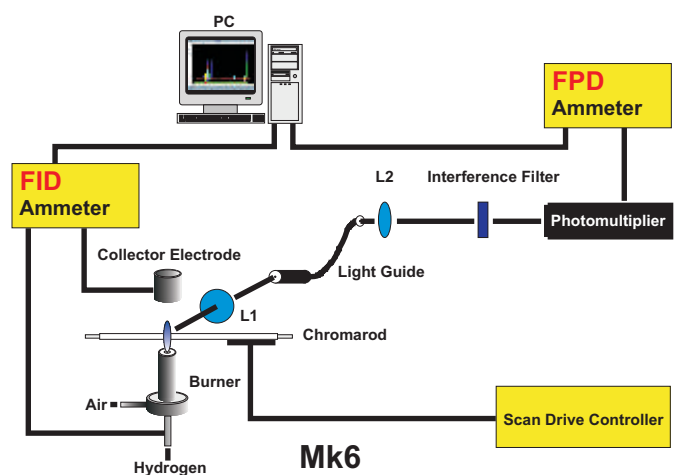 PC
FPD
Ammeter
L2
Interference Filter
FID
Ammeter
Photomultiplier
Collector Electrode
Light Guide
L1
Chromarod
Burner
Air
Scan Drive Controller
Mk6
Hydrogen